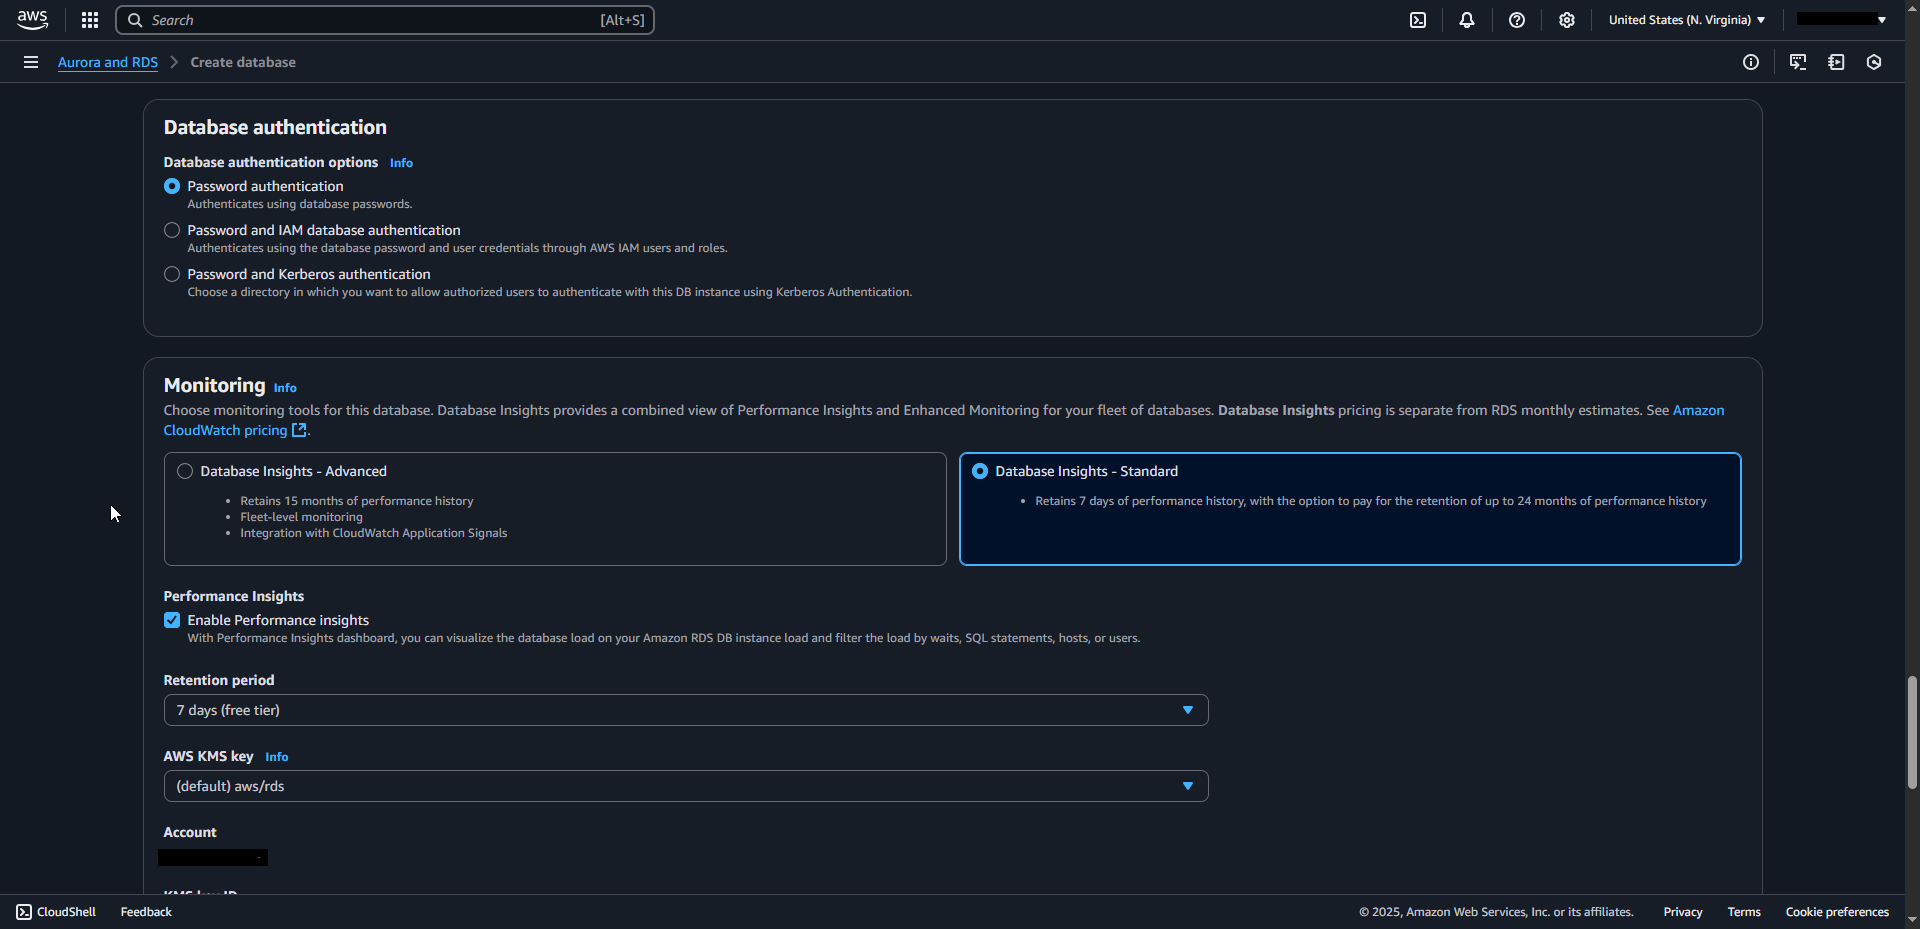 aws
Search [Alt+S]
United States (N. Virginia)
Aurora and RDS > Create database
Database authentication
Database authentication options Info
Password authentication
Authenticates using database passwords.
Password and IAM database authentication
Authenticates using the database password and user credentials through AWS IAM users and roles.
Password and Kerberos authentication
Choose a directory in which you want to allow authorized users to authenticate with this DB instance using Kerberos Authentication.
Monitoring Info
Choose monitoring tools for this database. Database Insights provides a combined view of Performance Insights and Enhanced Monitoring for your fleet of databases. Database Insights pricing is separate from RDS monthly estimates. See Amazon
CloudWatch pricing.
Database Insights - Advanced
• Retains 15 months of performance history
• Fleet-level monitoring
• Integration with CloudWatch Application Signals
Database Insights - Standard
• Retains 7 days of performance history, with the option to pay for the retention of up to 24 months of performance history
Performance Insights
Enable Performance insights
With Performance Insights dashboard, you can visualize the database load on your Amazon RDS DB instance load and filter the load by waits, SQL statements, hosts, or users.
Retention period
7 days (free tier)
AWS KMS key Info
(default) aws/rds
Account
KMS key ID
CloudShell Feedback © 2025, Amazon Web Services, Inc. or its affiliates. Privacy Terms Cookie preferences